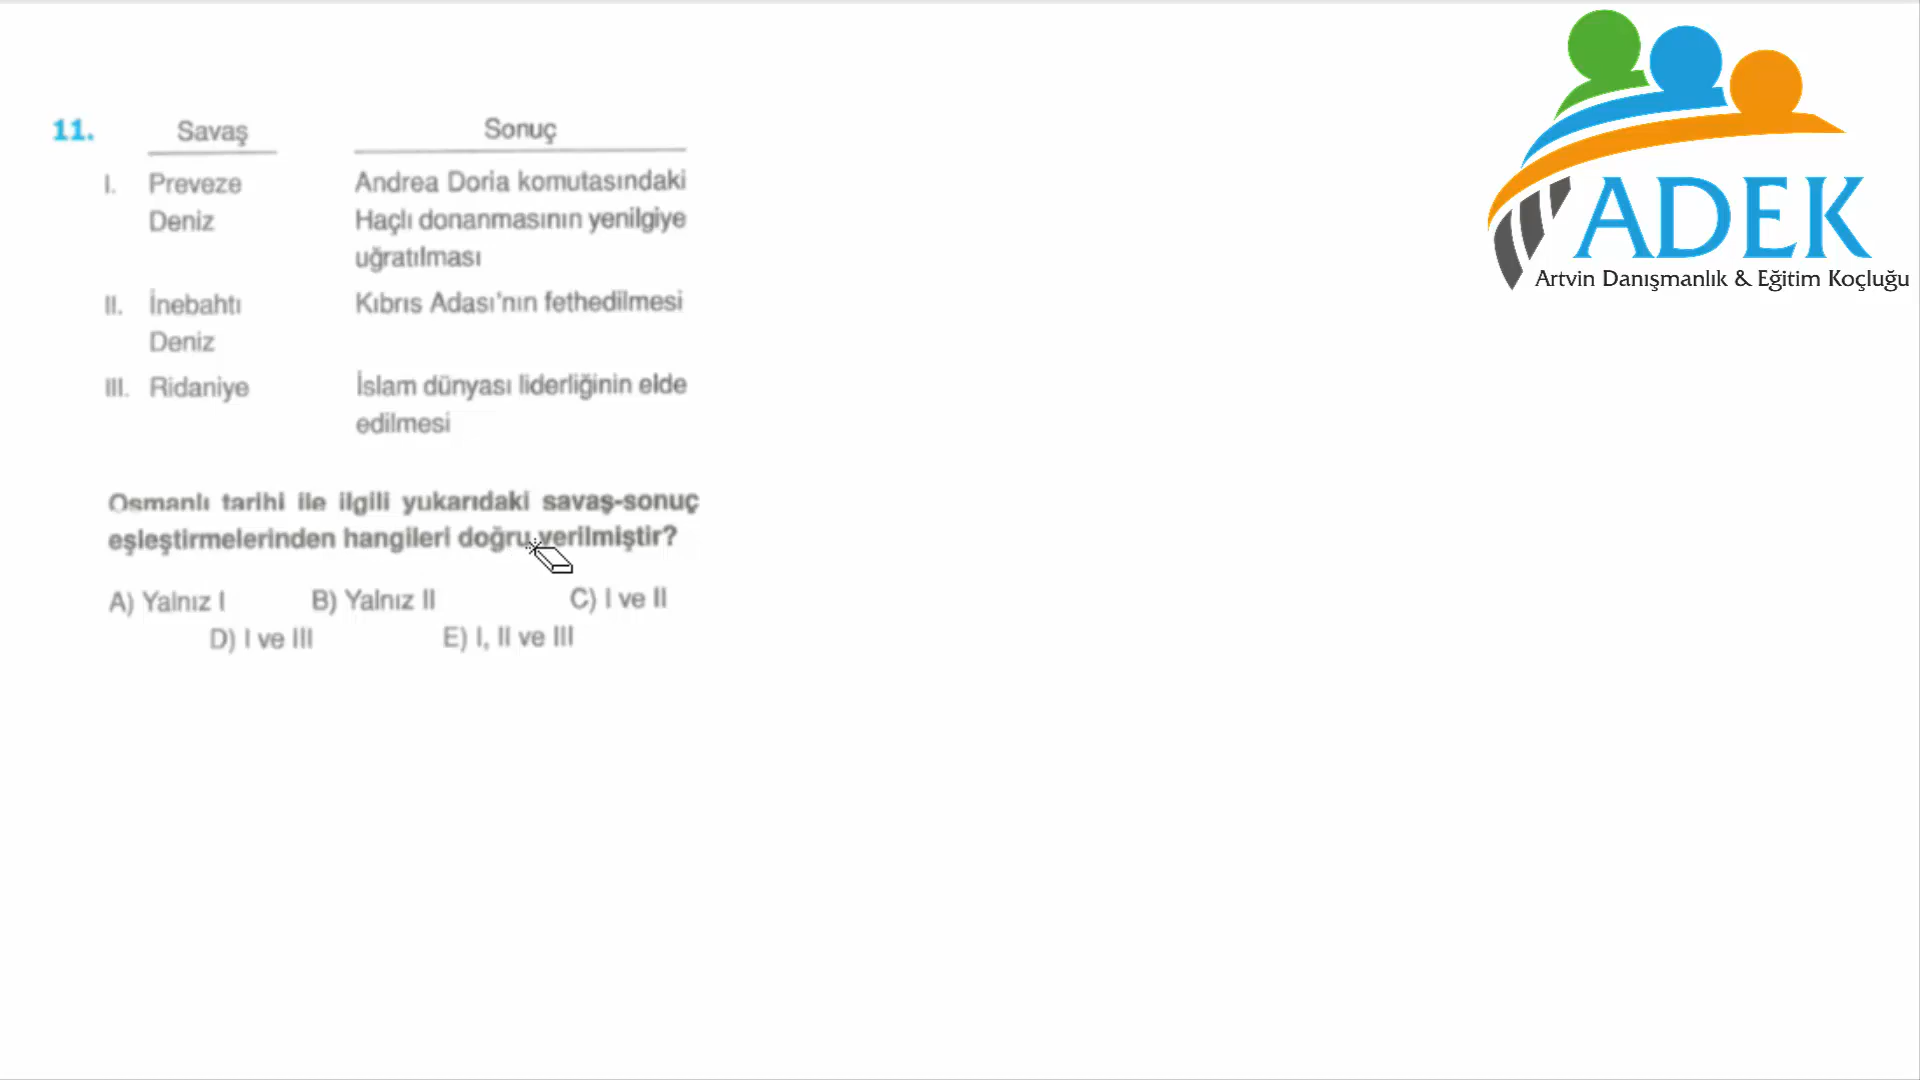 11. Savaş Sonuç
I. Preveze Deniz Andrea Doria komutasındaki
Haçlı donanmasının yenilgiye
uğratılması
II. İnebahtı Deniz Kıbrıs Adası'nın fethedilmesi
III. Ridaniye İslam dünyası liderliğinin elde
edilmesi
Osmanlı tarihi ile ilgili yukarıdaki savaş-sonuç
eşleştirmelerinden hangileri doğru verilmiştir?
A) Yalnız I B) Yalnız II C) I ve II
D) I ve III E) I, II ve III
ADEK
Artvin Danışmanlık & Eğitim Koçluğu